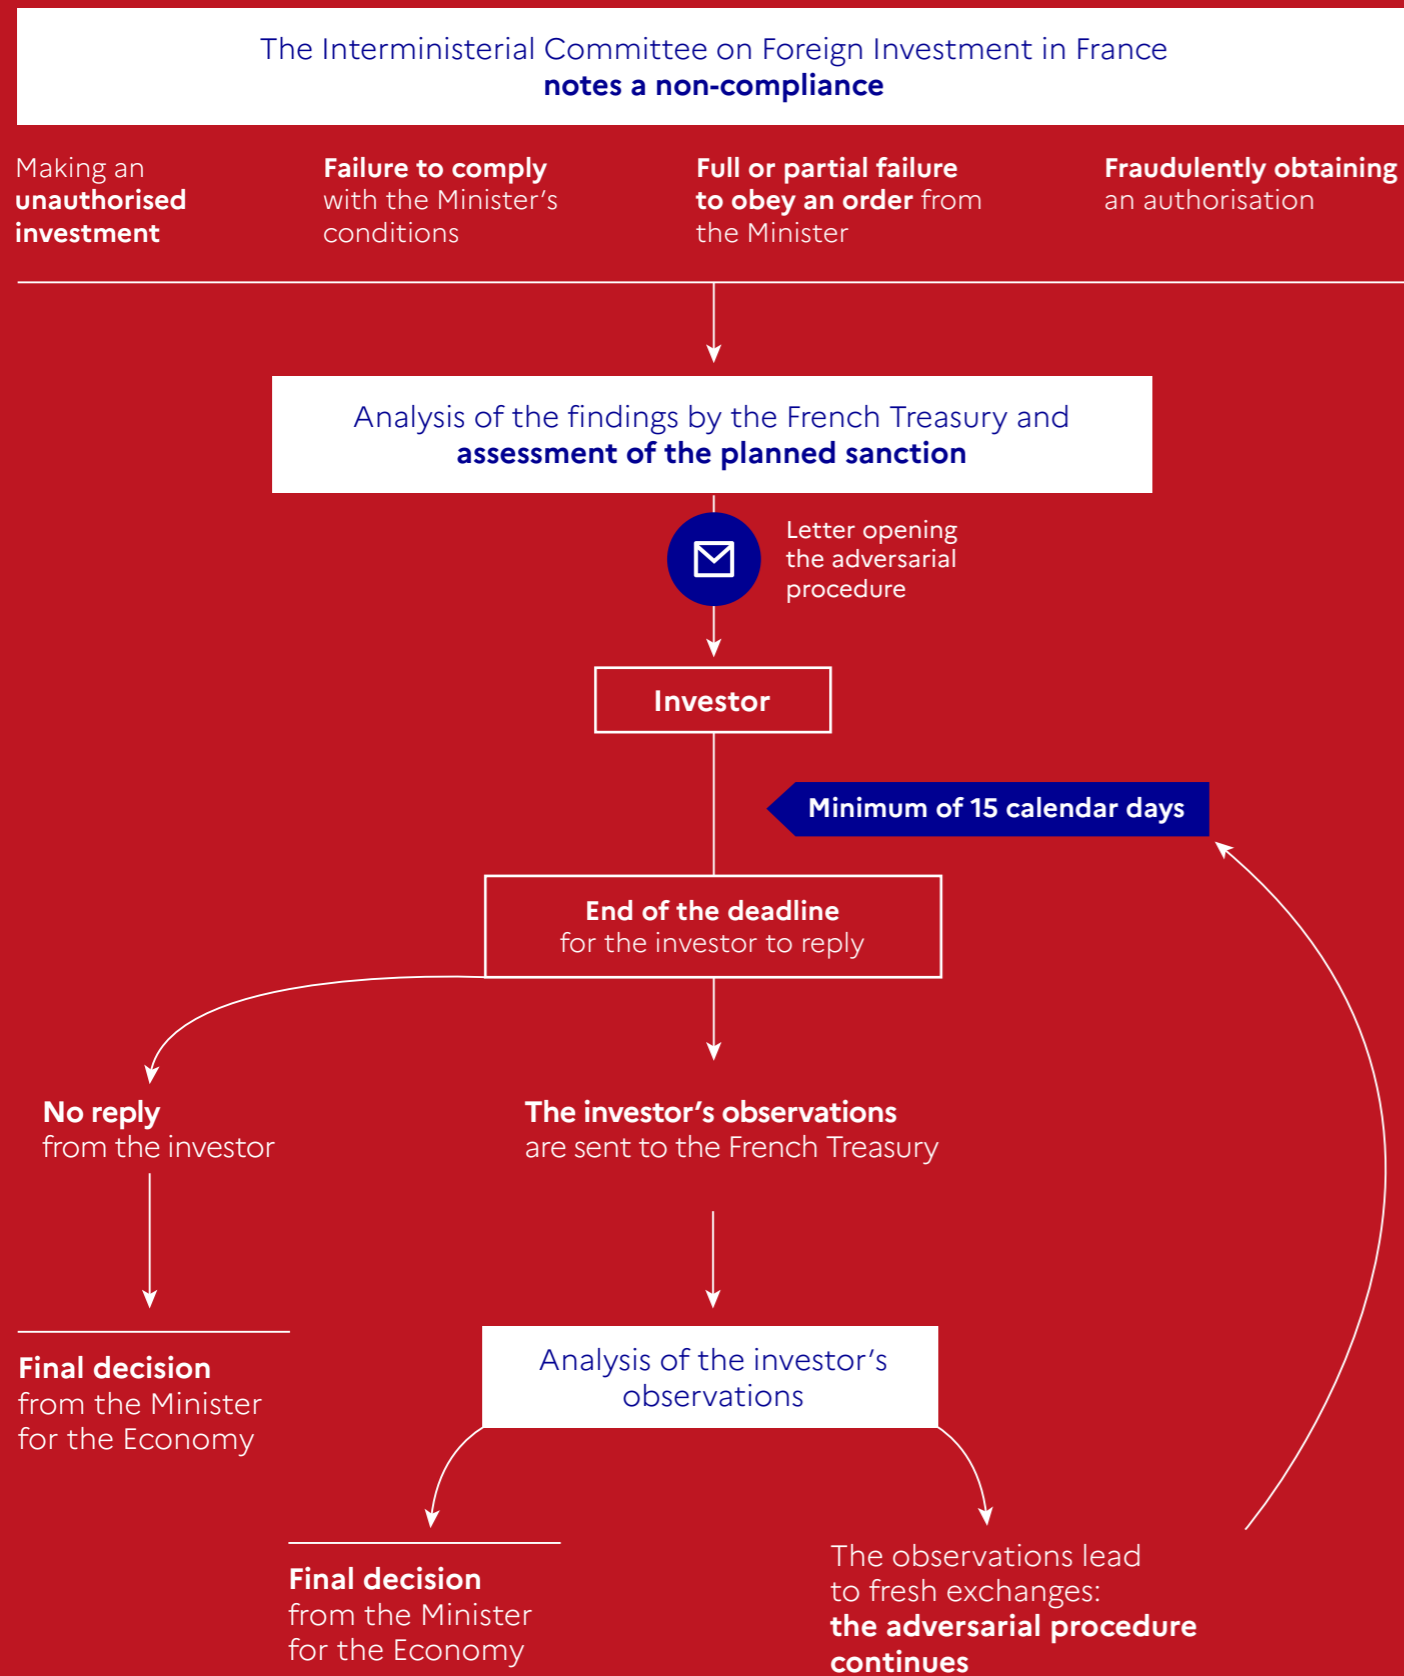 The Interministerial Committee on Foreign Investment in France
notes a non-compliance
Making an
unauthorised
investment
Failure to comply
with the Minister's
conditions
Full or partial failure
to obey an order from
the Minister
Fraudulently obtaining
an authorisation
Analysis of the findings by the French Treasury and
assessment of the planned sanction
Letter opening
the adversarial
procedure
Investor
Minimum of 15 calendar days
End of the deadline
for the investor to reply
No reply
from the investor
The investor's observations
are sent to the French Treasury
Final decision
from the Minister
for the Economy
Analysis of the investor's
observations
Final decision
from the Minister
for the Economy
The observations lead
to fresh exchanges:
the adversarial procedure
continues